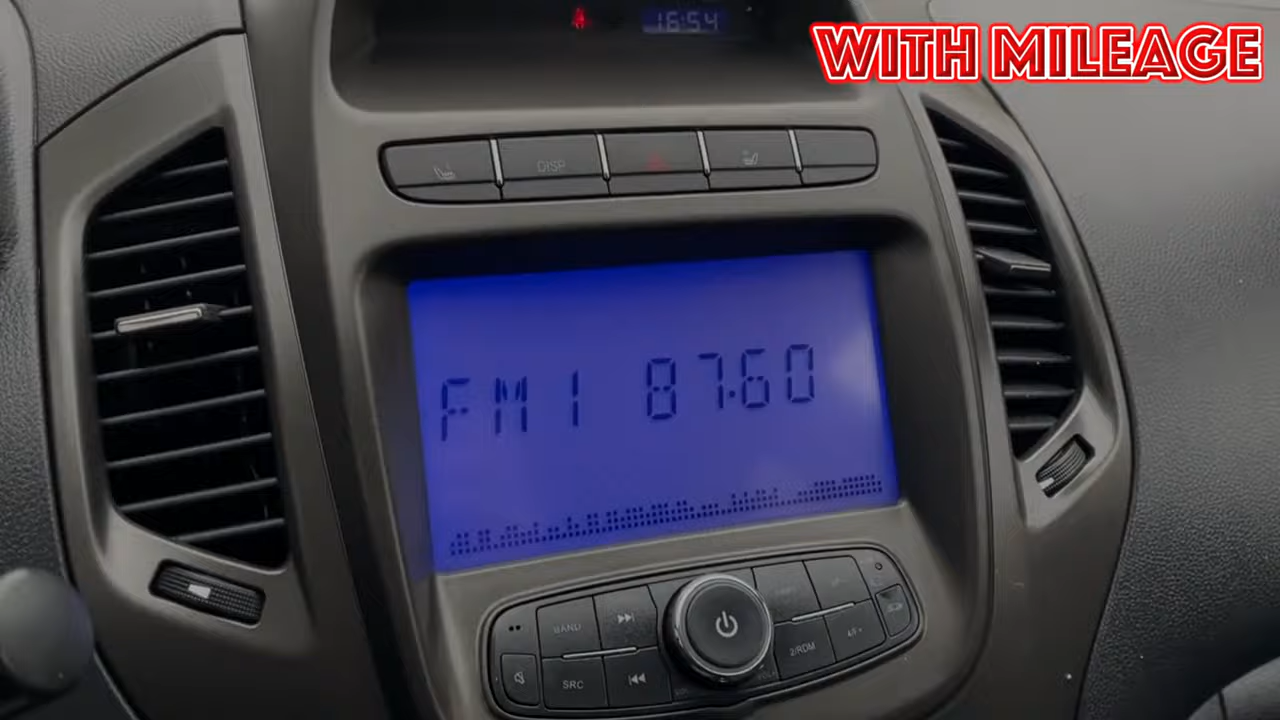 16:54
WITH MILEAGE
DISP
FM1 87.60
BAND
SRC
2/RDM
4/F+